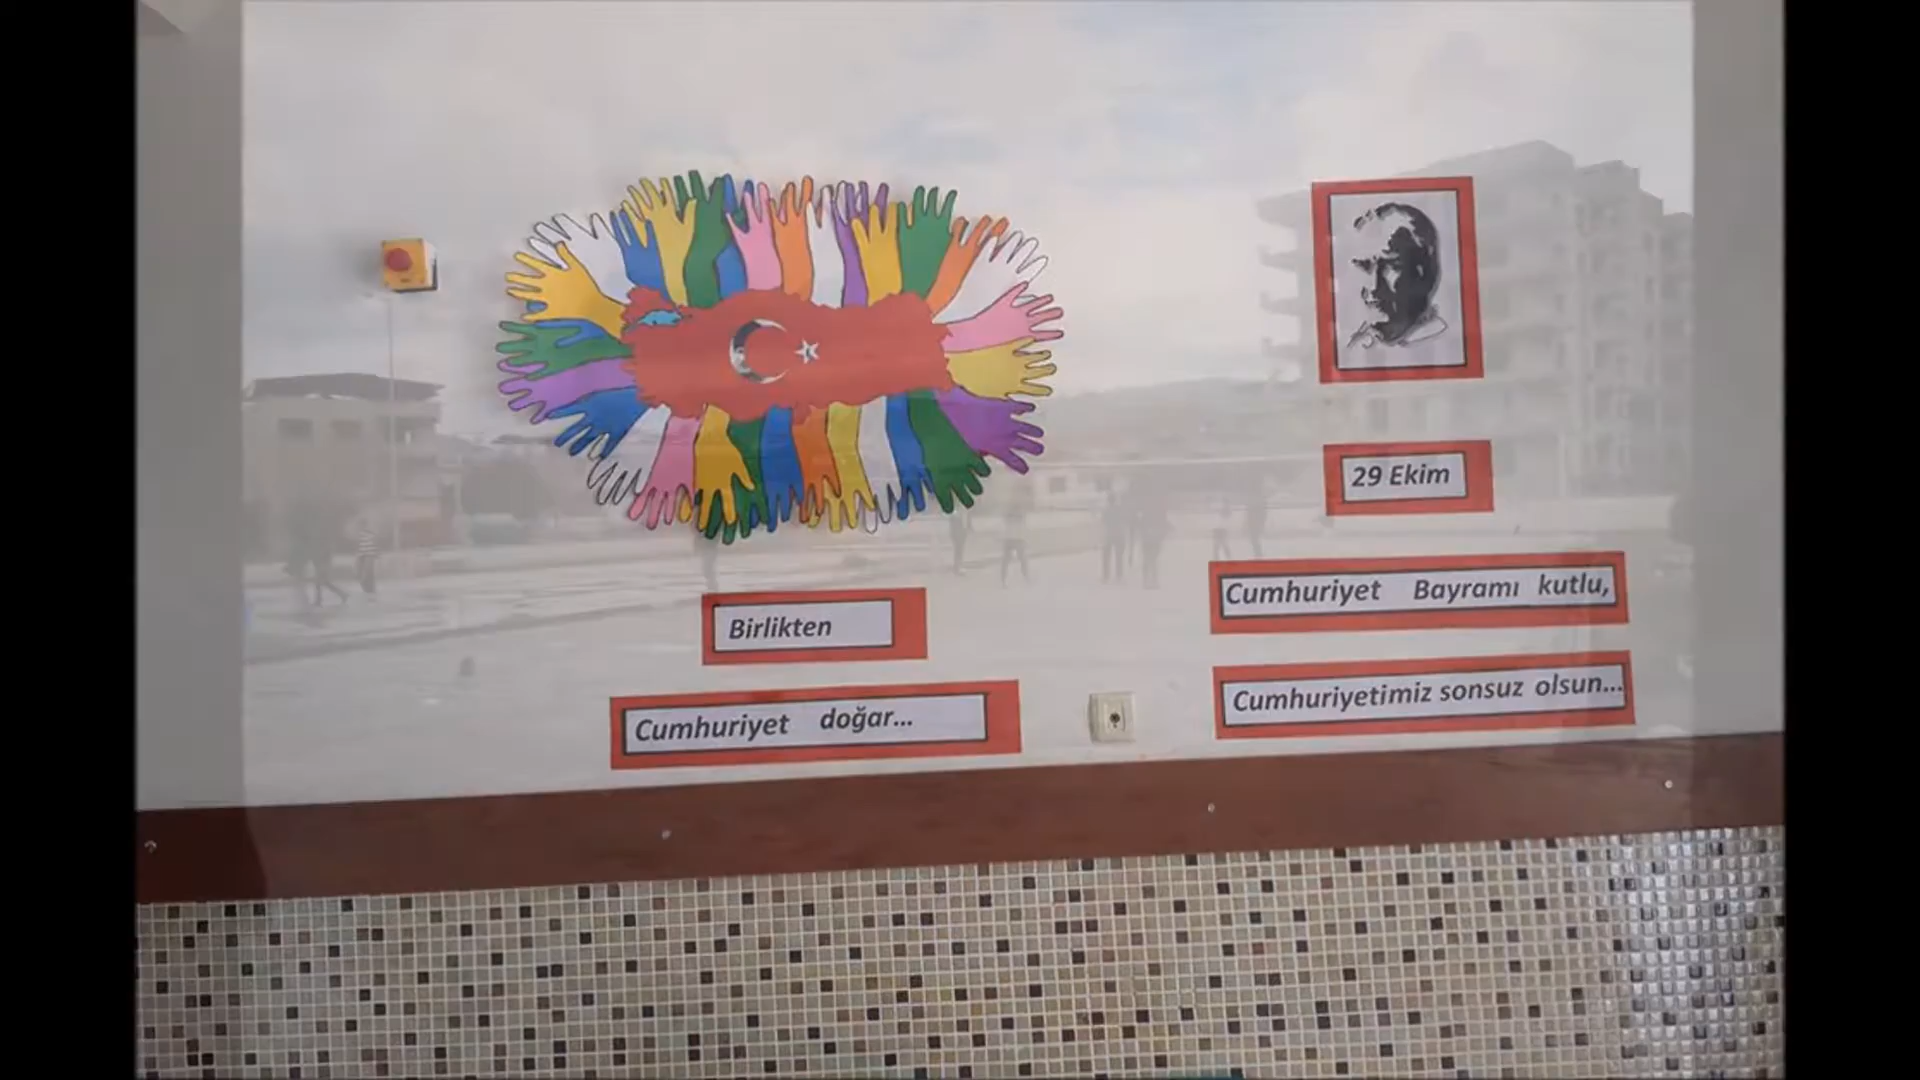 29 Ekim
Cumhuriyet Bayramı kutlu,
Cumhuriyetimiz sonsuz olsun...
Birlikten
Cumhuriyet doğar...